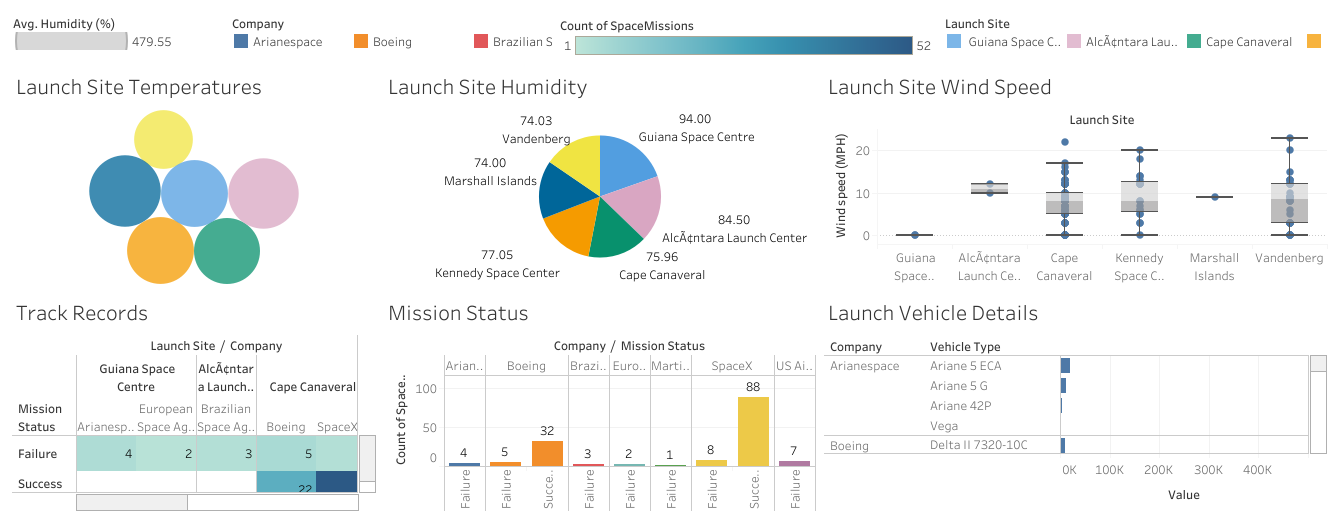 Avg. Humidity (%)
479.55
Company
Arianespace
Boeing
Brazilian S
Count of SpaceMissions
1
52
Launch Site
Guiana Space C..
AlcÃ¢ntara Lau..
Cape Canaveral
Launch Site Temperatures
Launch Site Humidity
74.03
Vandenberg
94.00
Guiana Space Centre
74.00
Marshall Islands
84.50
AlcÃ¢ntara Launch Center
77.05
Kennedy Space Center
75.96
Cape Canaveral
Launch Site Wind Speed
Launch Site
Wind speed (MPH)
20
10
0
Guiana
Space..
AlcÃ¢ntara
Launch Ce..
Cape
Canaveral
Kennedy
Space C..
Marshall
Islands
Vandenberg
Track Records
Launch Site / Company
Guiana Space
Centre
AlcÃ¢ntar
a Launch..
Cape Canaveral
Mission
Status
Arianesp..
European
Space Ag..
Brazilian
Space Ag..
Boeing
SpaceX
Failure
4
2
3
5
Success
22
Mission Status
Company / Mission Status
Arian..
Boeing
Brazi..
Euro..
Marti..
SpaceX
US Ai..
Count of Space..
100
50
0
4
5
32
3
2
1
8
88
7
Failure
Failure
Succe..
Failure
Failure
Failure
Failure
Succe..
Failure
Launch Vehicle Details
Company
Vehicle Type
Arianespace
Ariane 5 ECA
Ariane 5 G
Ariane 42P
Vega
Boeing
Delta II 7320-10C
0K
100K
200K
300K
400K
Value